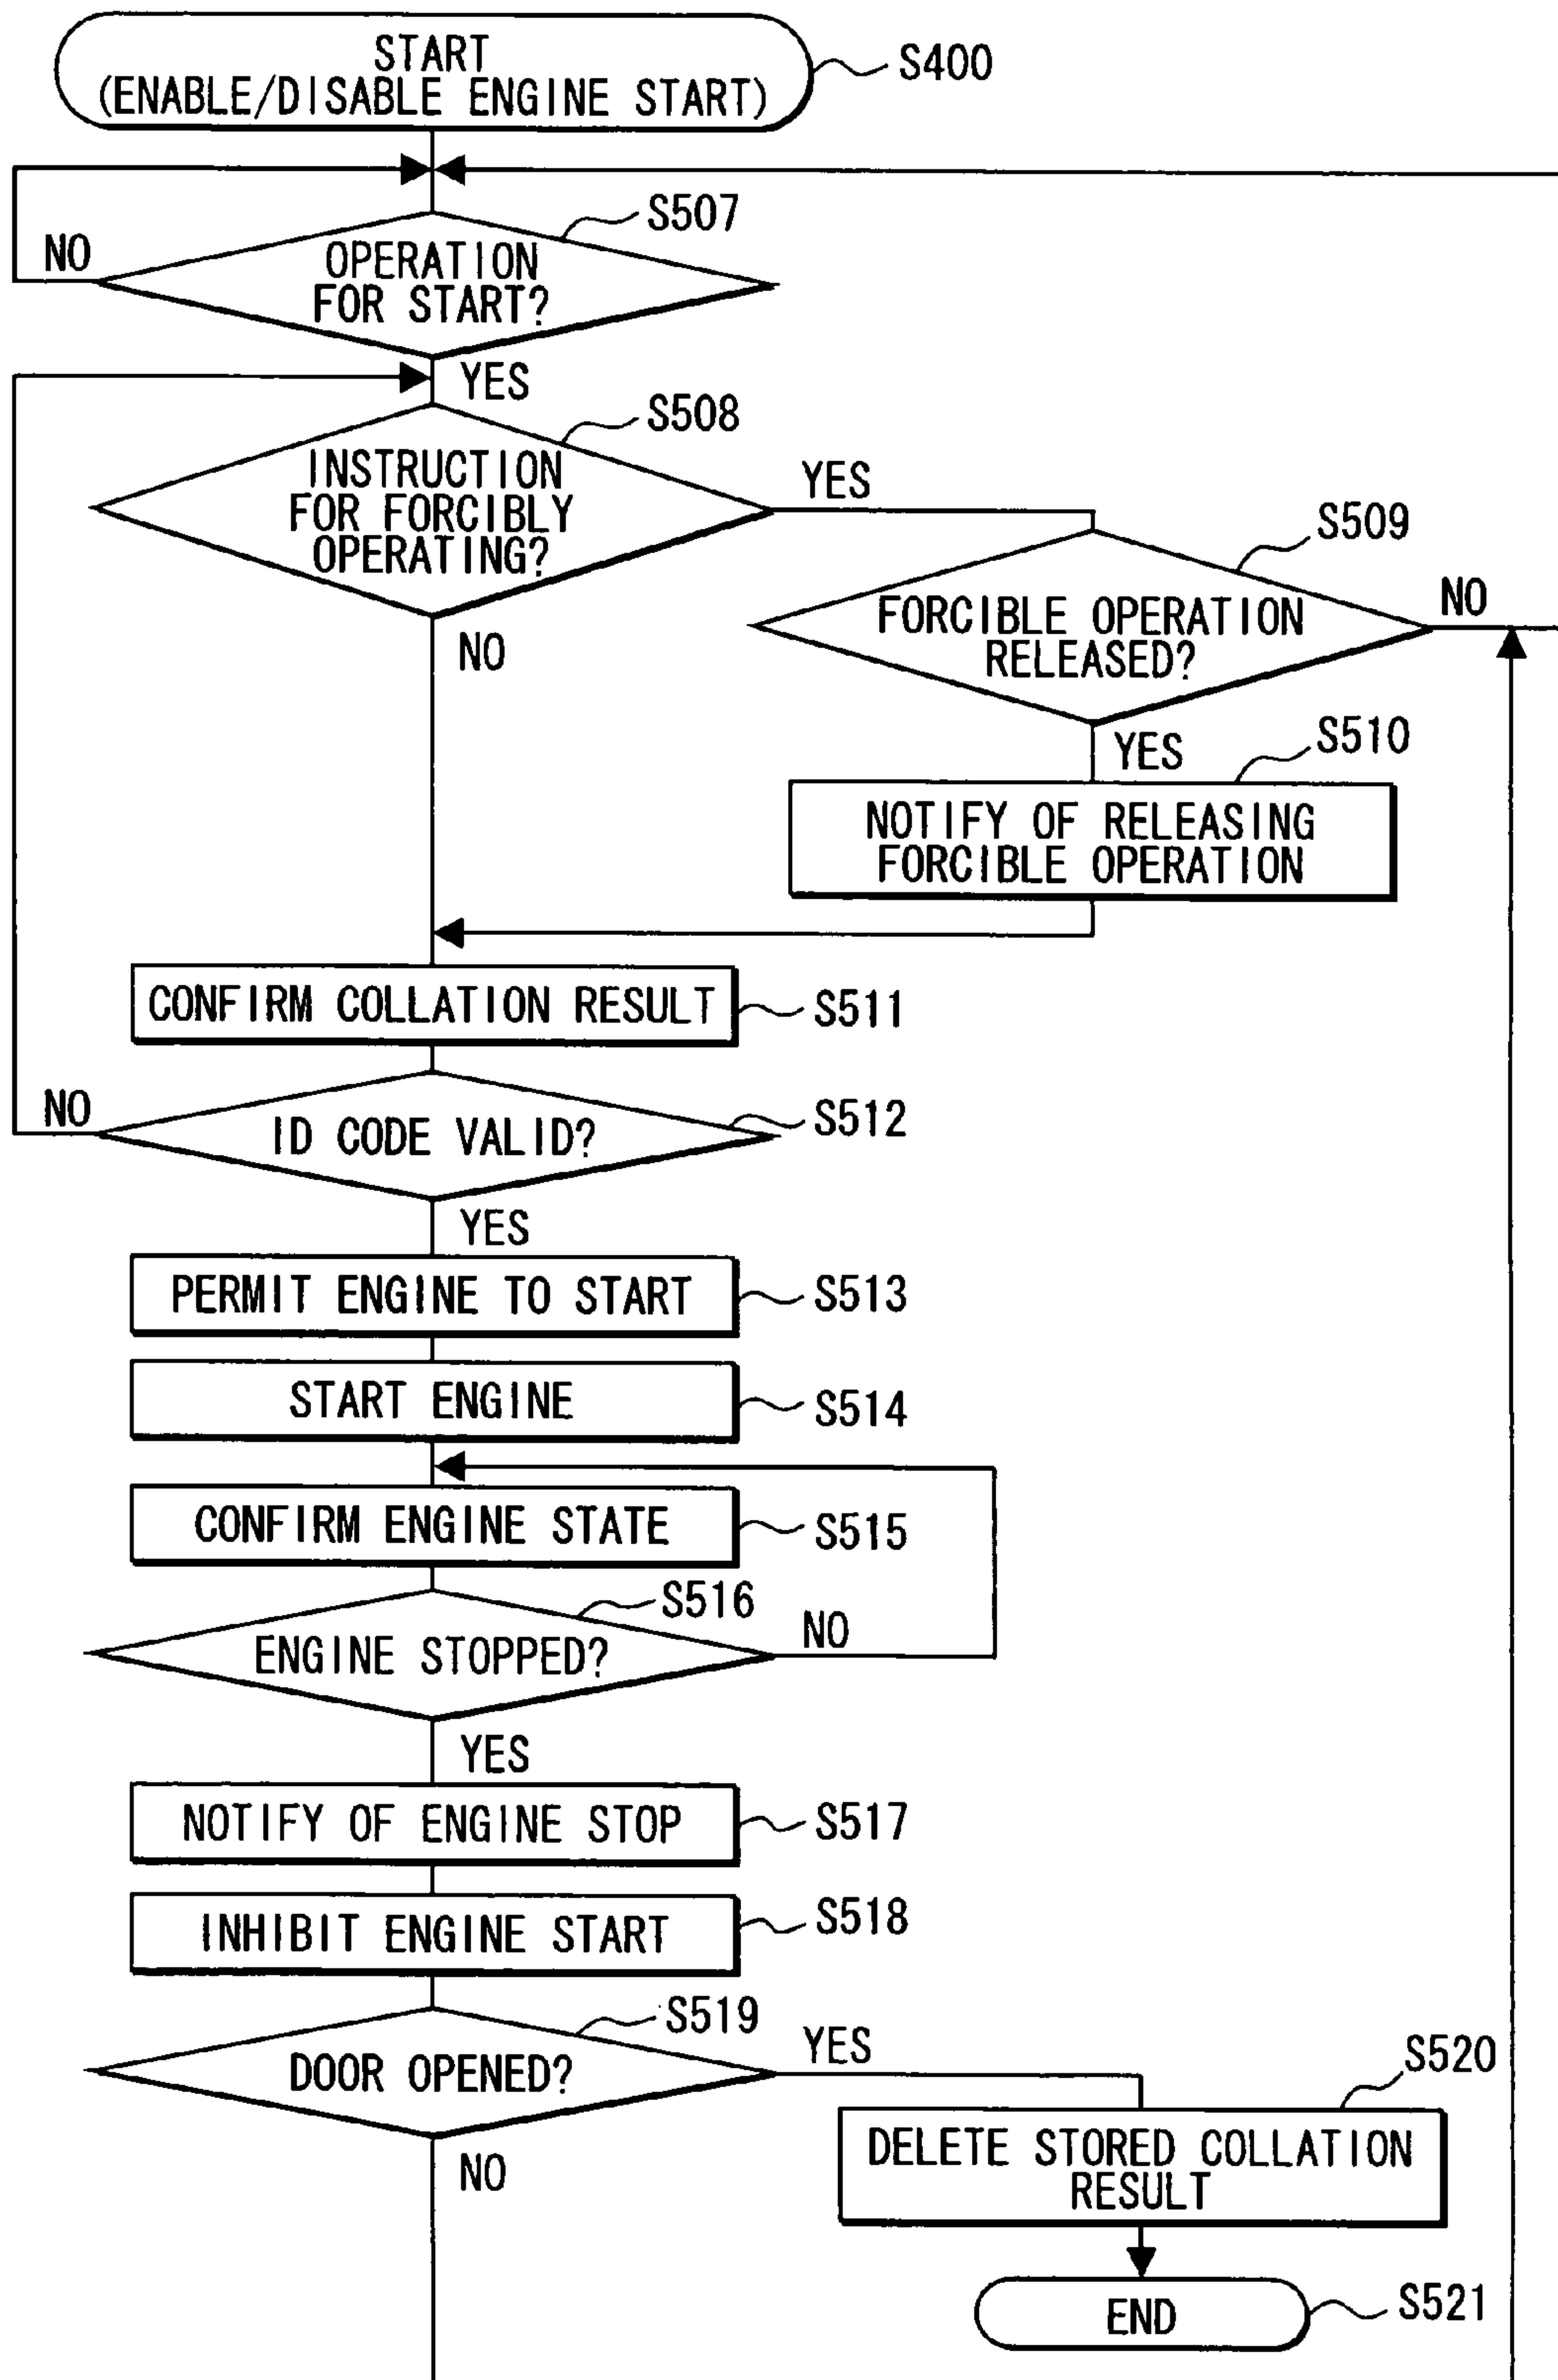 START
(ENABLE/DISABLE ENGINE START)
S400
S507
NO
OPERATION
FOR START?
YES
S508
INSTRUCTION
FOR FORCIBLY
OPERATING?
YES
S509
NO
FORCIBLE OPERATION
RELEASED?
NO
YES
S510
NOTIFY OF RELEASING
FORCIBLE OPERATION
CONFIRM COLLATION RESULT
S511
NO
ID CODE VALID?
S512
YES
PERMIT ENGINE TO START
S513
START ENGINE
S514
CONFIRM ENGINE STATE
S515
S516
ENGINE STOPPED?
NO
YES
NOTIFY OF ENGINE STOP
S517
INHIBIT ENGINE START
S518
S519
DOOR OPENED?
YES
S520
NO
DELETE STORED COLLATION
RESULT
END
S521